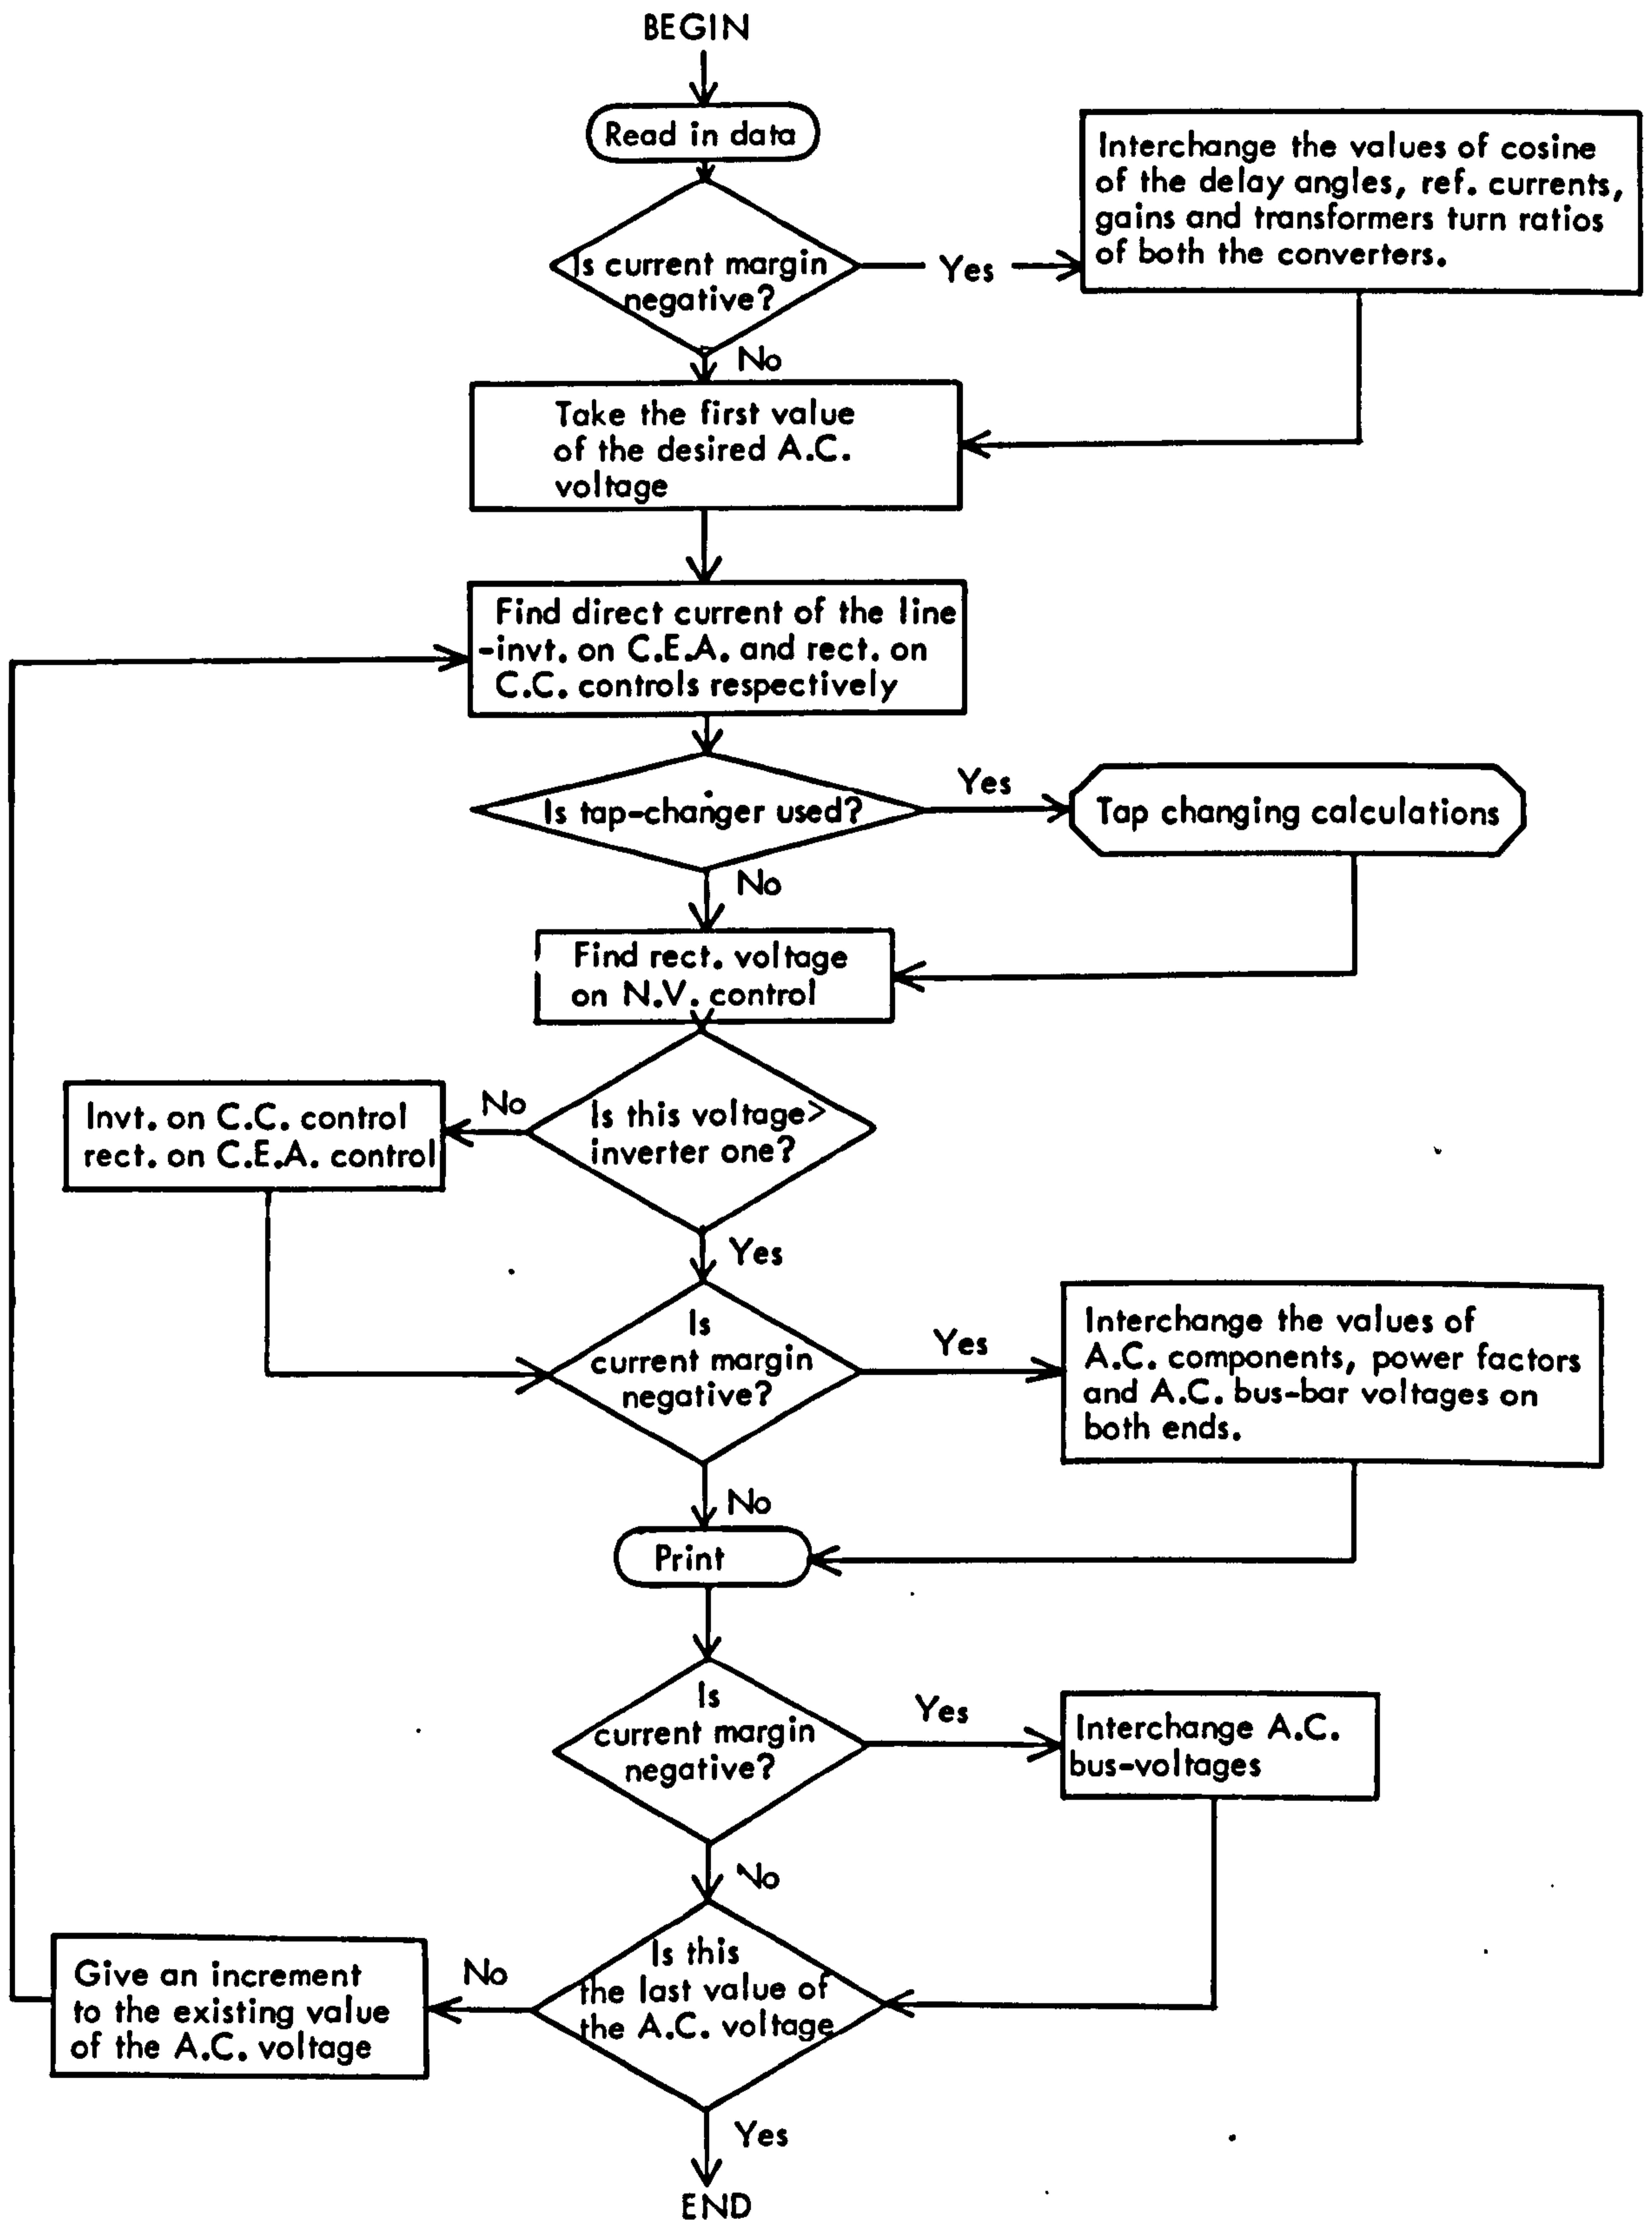 BEGIN
Read in data
Is current margin
negative?
Yes
Interchange the values of cosine
of the delay angles, ref. currents,
gains and transformers turn ratios
of both the converters.
No
Take the first value
of the desired A.C.
voltage
Find direct current of the line
-invt. on C.E.A. and rect. on
C.C. controls respectively
Is tap-changer used?
Yes
Tap changing calculations
No
Find rect. voltage
on N.V. control
Is this voltage>
inverter one?
No
Invt. on C.C. control
rect. on C.E.A. control
Yes
Is
current margin
negative?
Yes
Interchange the values of
A.C. components, power factors
and A.C. bus-bar voltages on
both ends.
No
Print
Is
current margin
negative?
Yes
Interchange A.C.
bus-voltages
No
Is this
the last value of
the A.C. voltage
No
Give an increment
to the existing value
of the A.C. voltage
Yes
END